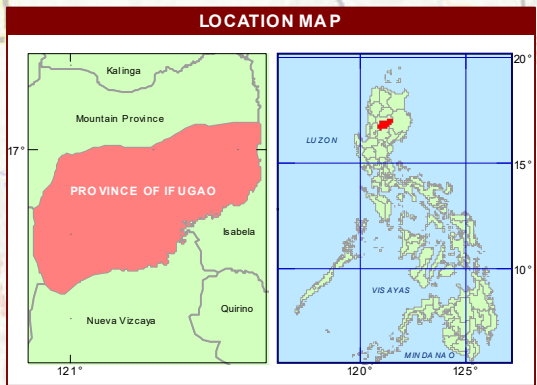 LOCATION MAP
Kalinga
Mountain Province
17°
PROVINCE OF IFUGAO
Isabela
Nueva Vizcaya
Quirino
121°
20°
LUZON
15°
10°
VISAYAS
MINDANAO
120°
125°